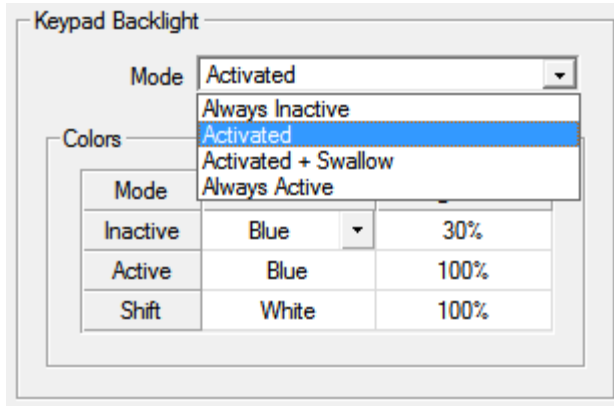 Keypad Backlight
Mode Activated
Always Inactive
Colors Activated
Activated + Swallow
Mode Always Active
Inactive Blue 30%
Active Blue 100%
Shift White 100%